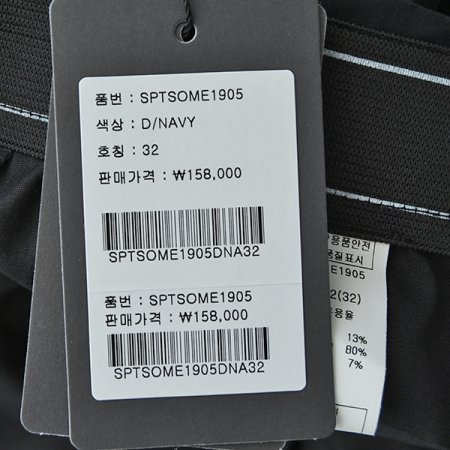 품번 : SPTSOME1905
색상 : D/NAVY
호칭 : 32
판매가격 : ₩158,000
SPTSOME1905DNA32
품번 : SPTSOME1905
판매가격 : ₩158,000
SPTSOME1905DNA32
용품안전
품질표시
E1905
2(32)
용율
13%
80%
7%